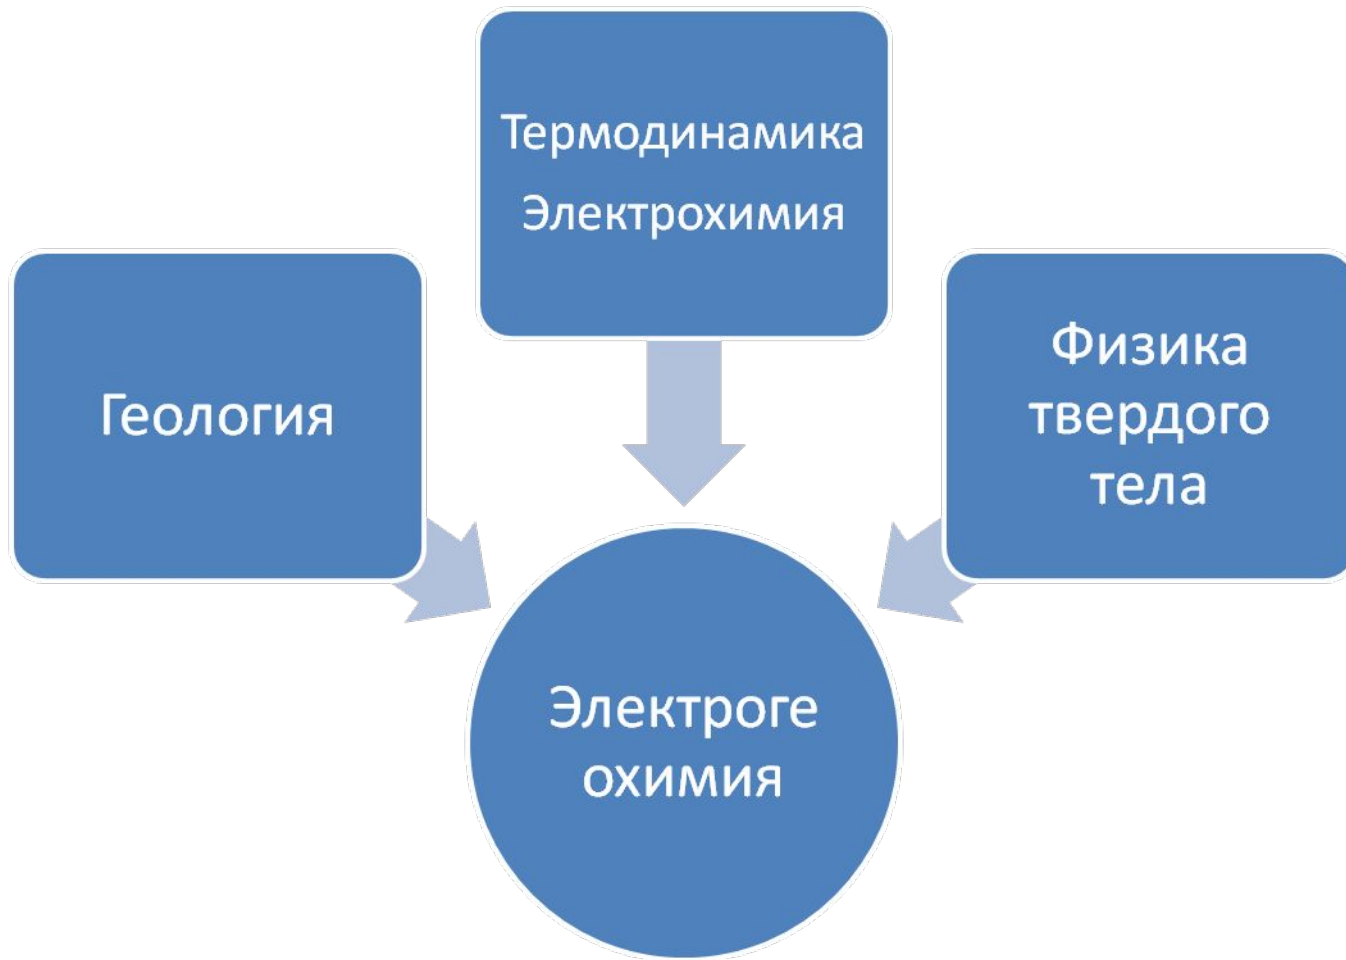 Термодинамика
Электрохимия
Геология
Физика
твердого
тела
Электроге
охимия